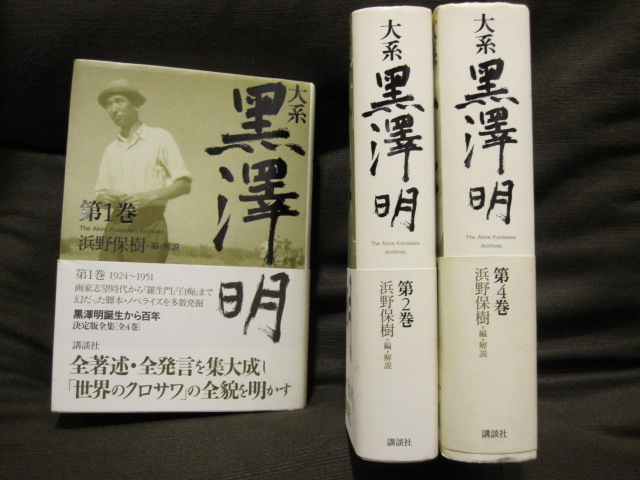 大系
黒澤明
第1巻
The Akira Kurosawa Archives
浜野保樹・編・解説
第1巻 1924〜1951
画家志望時代から『羅生門』『白痴』まで
幻だった脚本・ノベライズを多数発掘
黒澤明誕生から百年
決定版全集[全4巻]
講談社
全著述・全発言を集大成し
「世界のクロサワ」の全貌を明かす
大系
黒澤明
The Akira Kurosawa
Archives
第2巻
浜野保樹・編・解説
講談社
大系
黒澤明
The Akira Kurosawa
Archives
第4巻
浜野保樹・編・解説
講談社